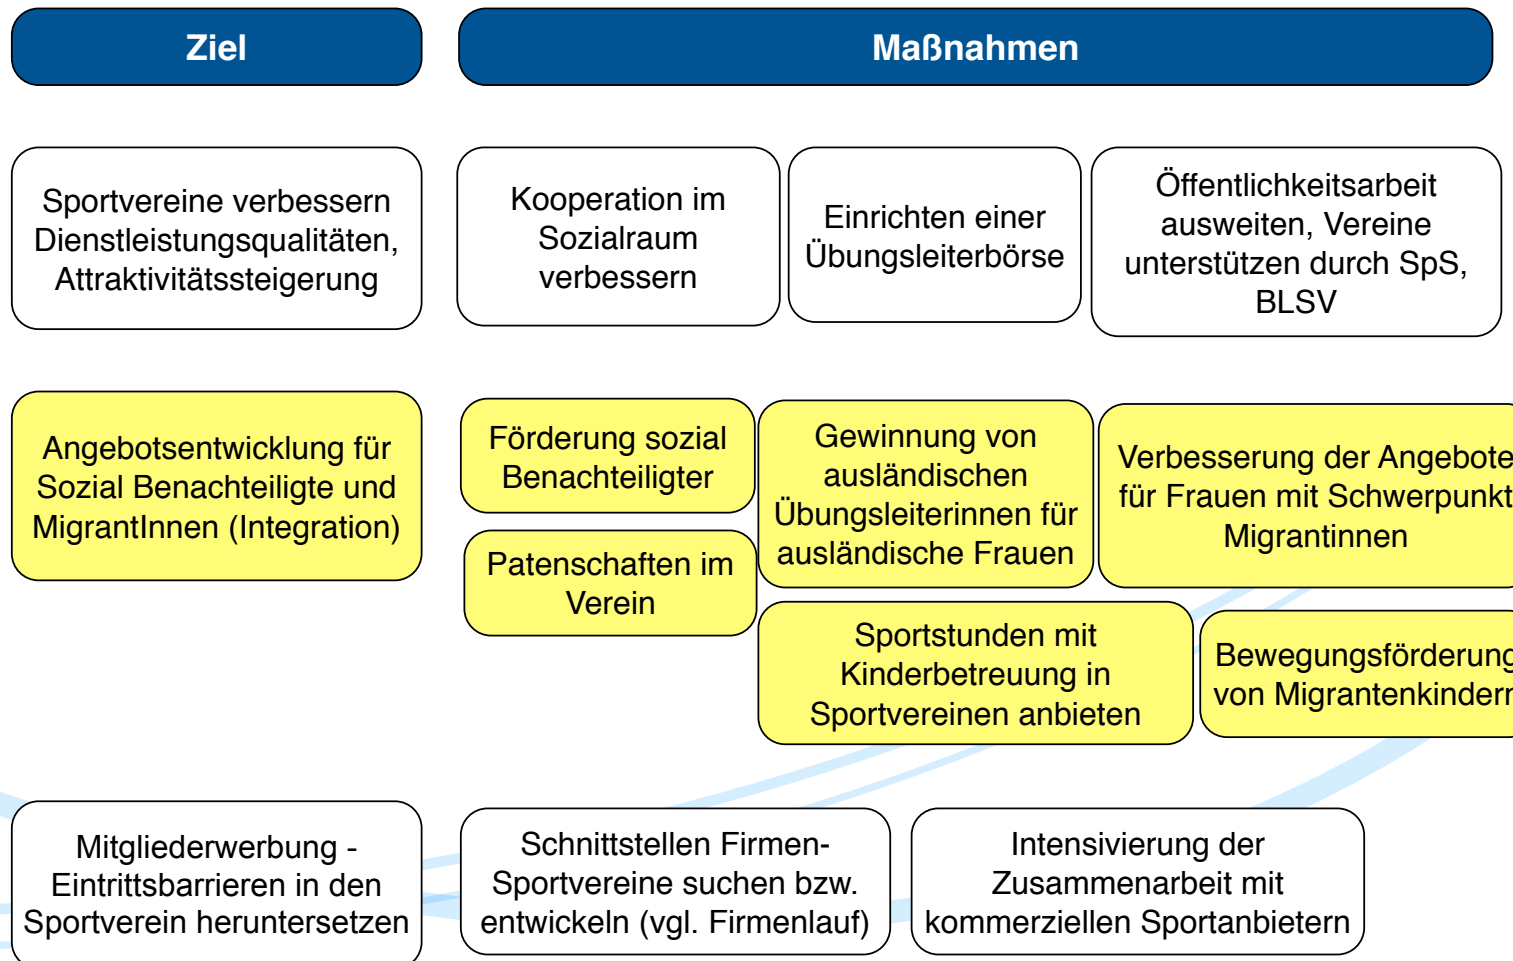 Ziel
Maßnahmen
Sportvereine verbessern
Dienstleistungsqualitäten,
Attraktivitätssteigerung
Kooperation im
Sozialraum
verbessern
Einrichten einer
Übungsleiterbörse
Öffentlichkeitsarbeit
ausweiten, Vereine
unterstützen durch SpS,
BLSV
Angebotsentwicklung für
Sozial Benachteiligte und
MigrantInnen (Integration)
Förderung sozial
Benachteiligter
Patenschaften im
Verein
Gewinnung von
ausländischen
Übungsleiterinnen für
ausländische Frauen
Verbesserung der Angebote
für Frauen mit Schwerpunkt
Migrantinnen
Sportstunden mit
Kinderbetreuung in
Sportvereinen anbieten
Bewegungsförderung
von Migrantenkindern
Mitgliederwerbung -
Eintrittsbarrieren in den
Sportverein heruntersetzen
Schnittstellen Firmen-
Sportvereine suchen bzw.
entwickeln (vgl. Firmenlauf)
Intensivierung der
Zusammenarbeit mit
kommerziellen Sportanbietern